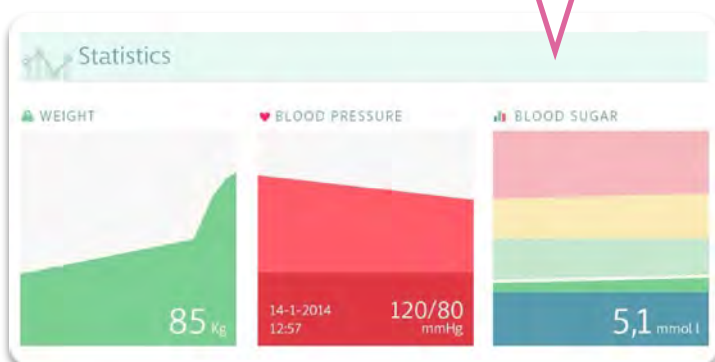 Statistics
WEIGHT
85 Kg
BLOOD PRESSURE
14-1-2014
12:57
120/80
mmHg
BLOOD SUGAR
5,1 mmol l